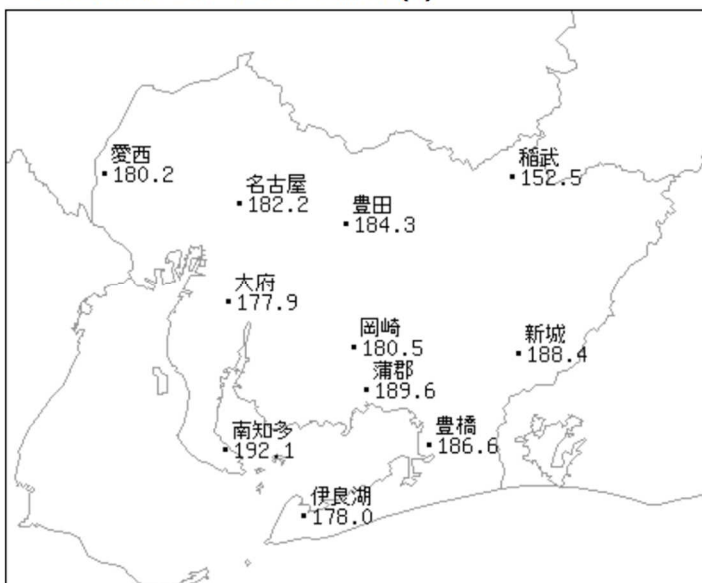 愛西
180.2
稲武
152.5
名古屋
182.2
豊田
184.3
大府
177.9
岡崎
180.5
新城
188.4
蒲郡
189.6
南知多
192.1
豊橋
186.6
伊良湖
178.0